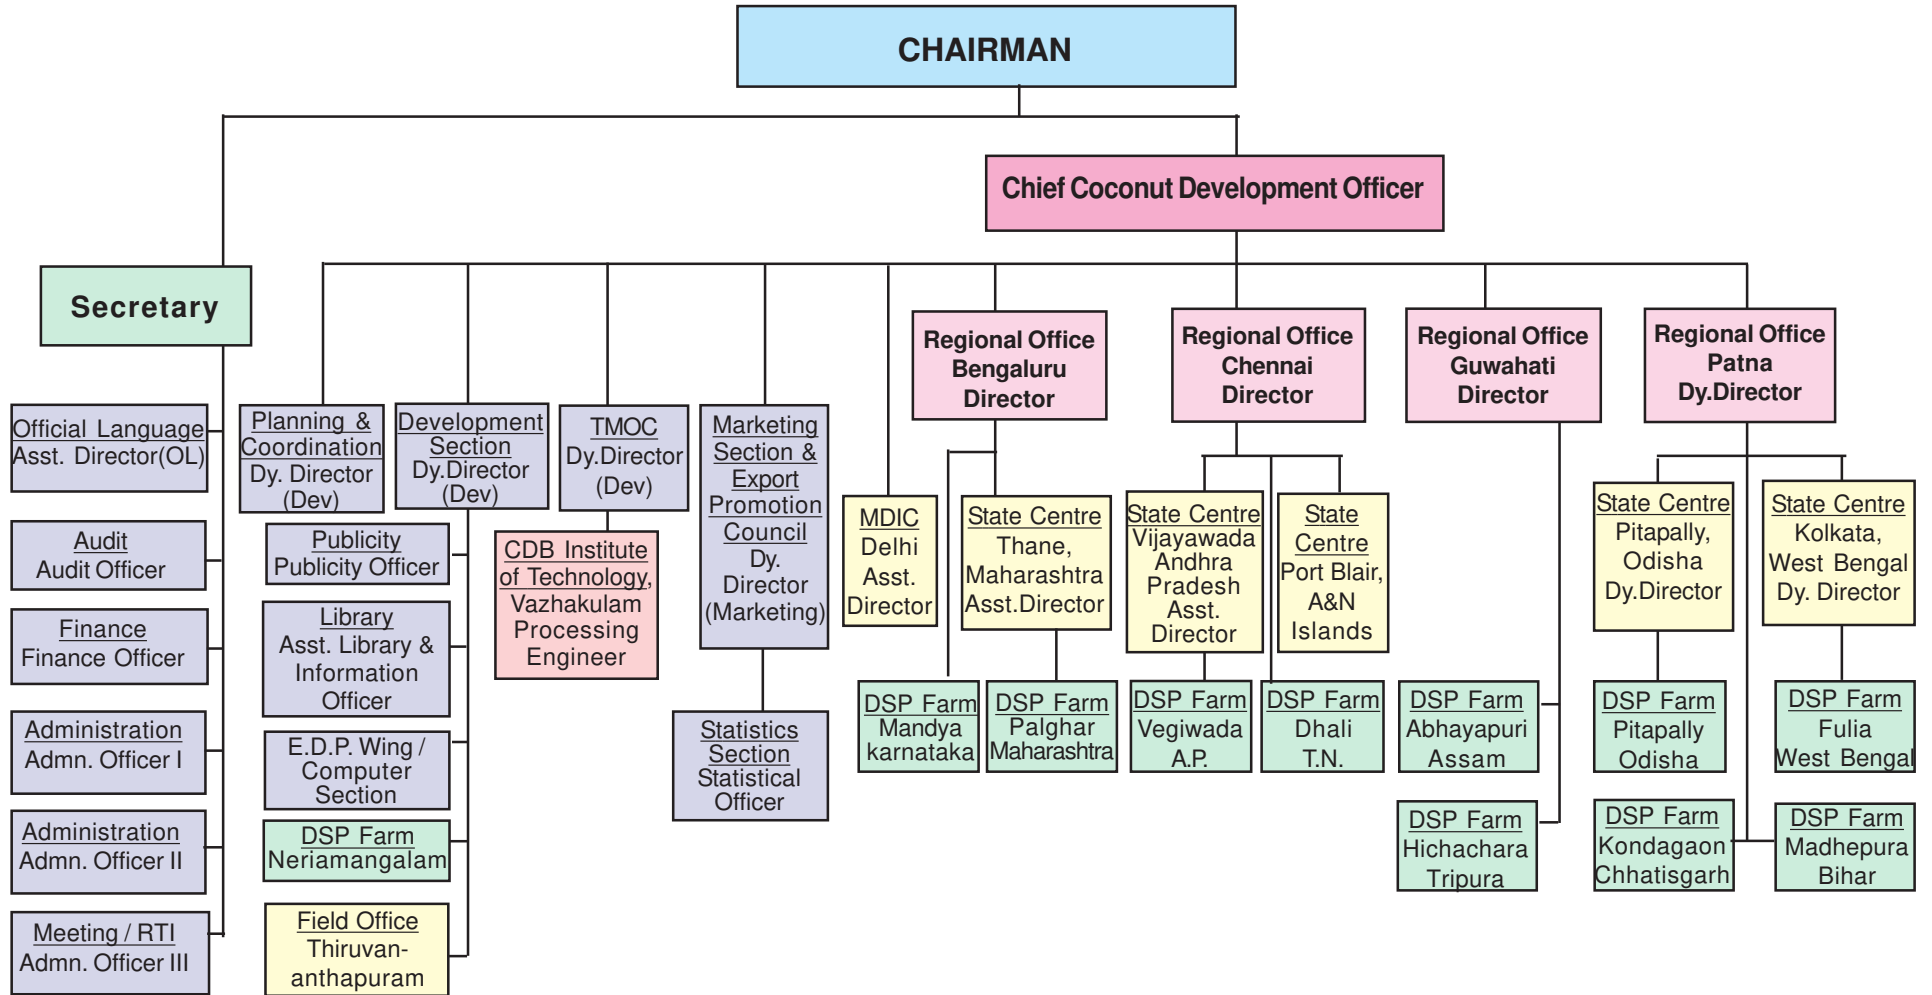 CHAIRMAN
Chief Coconut Development Officer
Secretary
Official Language
Asst. Director(OL)
Audit
Audit Officer
Finance
Finance Officer
Administration
Admn. Officer I
Administration
Admn. Officer II
Meeting / RTI
Admn. Officer III
Planning &
Coordination
Dy. Director
(Dev)
Development
Section
Dy.Director
(Dev)
Publicity
Publicity Officer
Library
Asst. Library &
Information
Officer
E.D.P. Wing /
Computer
Section
DSP Farm
Neriamangalam
Field Office
Thiruvan-
anthapuram
TMOC
Dy.Director
(Dev)
CDB Institute
of Technology,
Vazhakulam
Processing
Engineer
Marketing
Section &
Export
Promotion
Council
Dy.
Director
(Marketing)
Statistics
Section
Statistical
Officer
MDIC
Delhi
Asst.
Director
Regional Office
Bengaluru
Director
State Centre
Thane,
Maharashtra
Asst.Director
DSP Farm
Mandya
karnataka
DSP Farm
Palghar
Maharashtra
Regional Office
Chennai
Director
State Centre
Vijayawada
Andhra
Pradesh
Asst.
Director
State
Centre
Port Blair,
A&N
Islands
DSP Farm
Vegiwada
A.P.
DSP Farm
Dhali
T.N.
Regional Office
Guwahati
Director
DSP Farm
Abhayapuri
Assam
DSP Farm
Hichachara
Tripura
Regional Office
Patna
Dy.Director
State Centre
Pitapally,
Odisha
Dy.Director
State Centre
Kolkata,
West Bengal
Dy. Director
DSP Farm
Pitapally
Odisha
DSP Farm
Fulia
West Bengal
DSP Farm
Kondagaon
Chhatisgarh
DSP Farm
Madhepura
Bihar